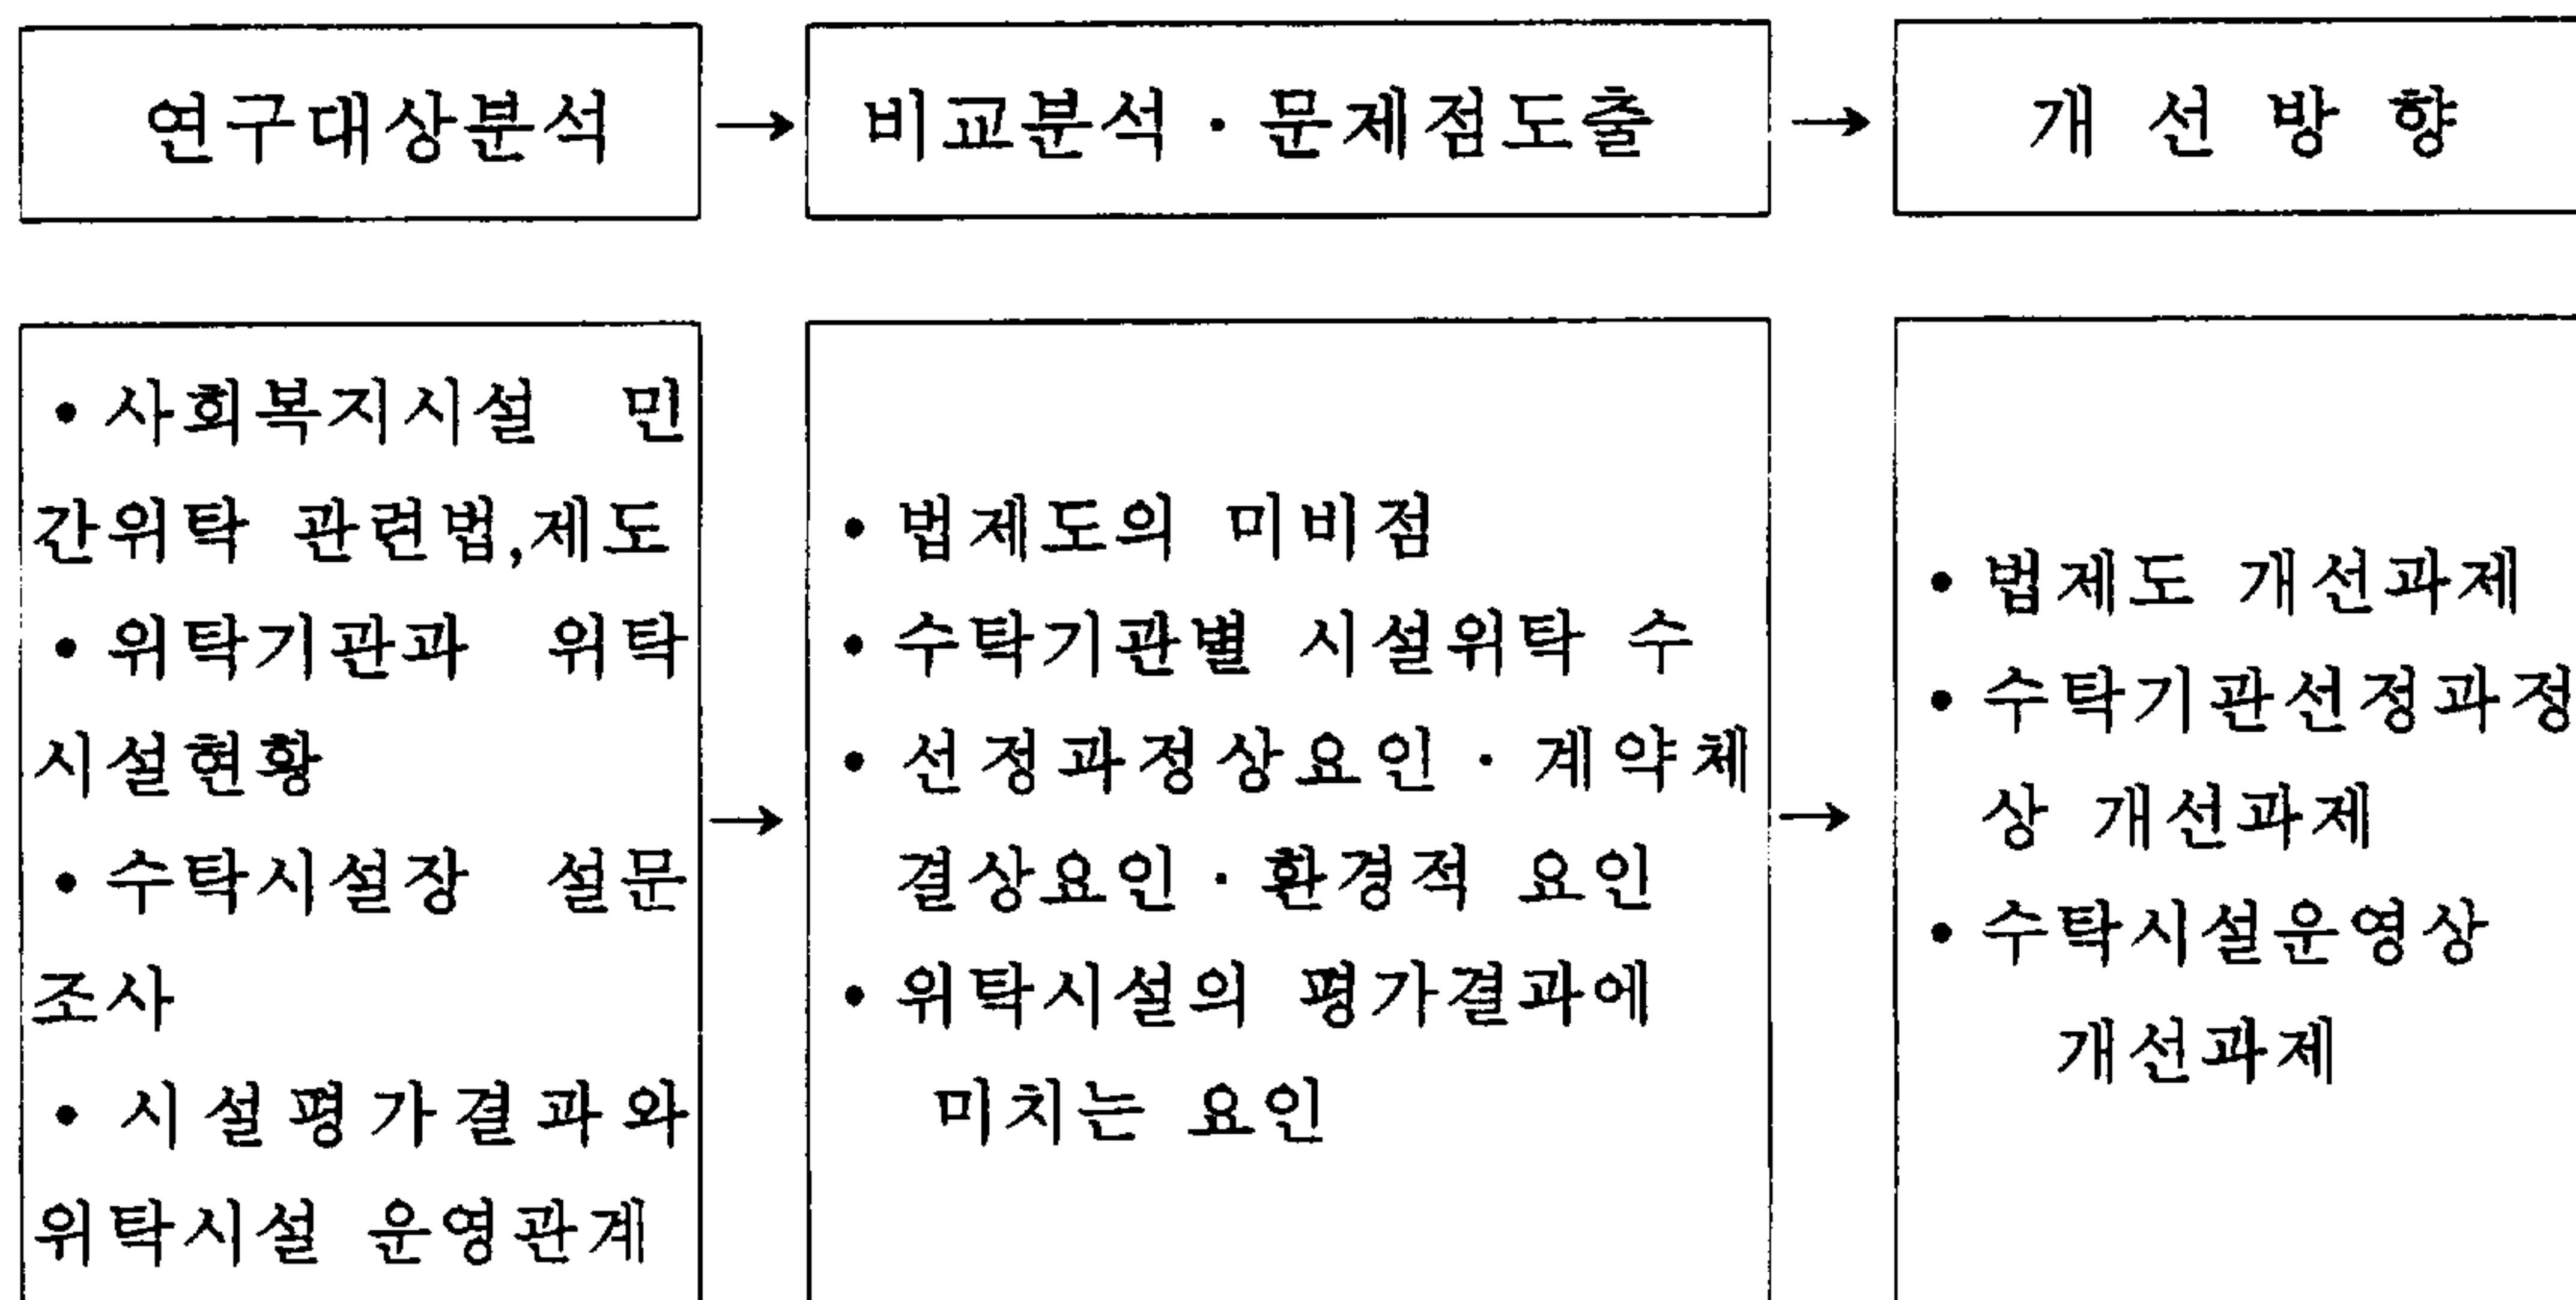 연구대상분석 → 비교분석 · 문제점도출 → 개 선 방 향
• 사회복지시설 민
간위탁 관련법,제도
• 위탁기관과 위탁
시설현황
• 수탁시설장 설문
조사
• 시설평가결과와
위탁시설 운영관계
→
• 법제도의 미비점
• 수탁기관별 시설위탁 수
• 선정과정상요인 · 계약체
결상요인 · 환경적 요인
• 위탁시설의 평가결과에
미치는 요인
→
• 법제도 개선과제
• 수탁기관선정과정
상 개선과제
• 수탁시설운영상
개선과제